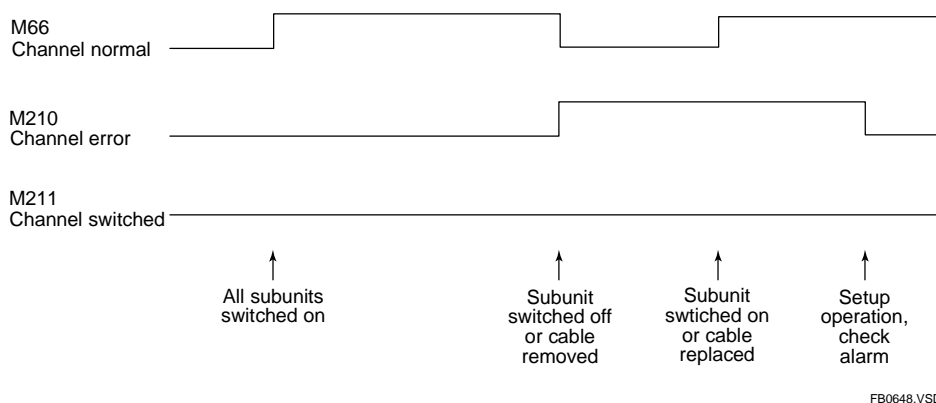 M66
Channel normal
M210
Channel error
M211
Channel switched
All subunits
switched on
Subunit
switched off
or cable
removed
Subunit
swtiched on
or cable
replaced
Setup
operation,
check
alarm
FB0648.VSD